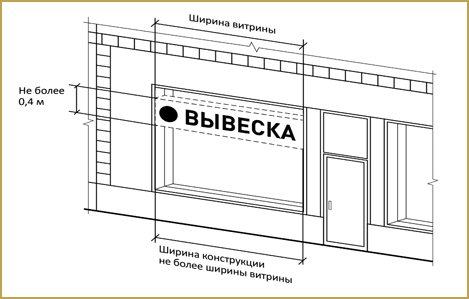 Ширина витрины
Не более
0,4 м
ВЫВЕСКА
Ширина конструкции
не более ширины витрины